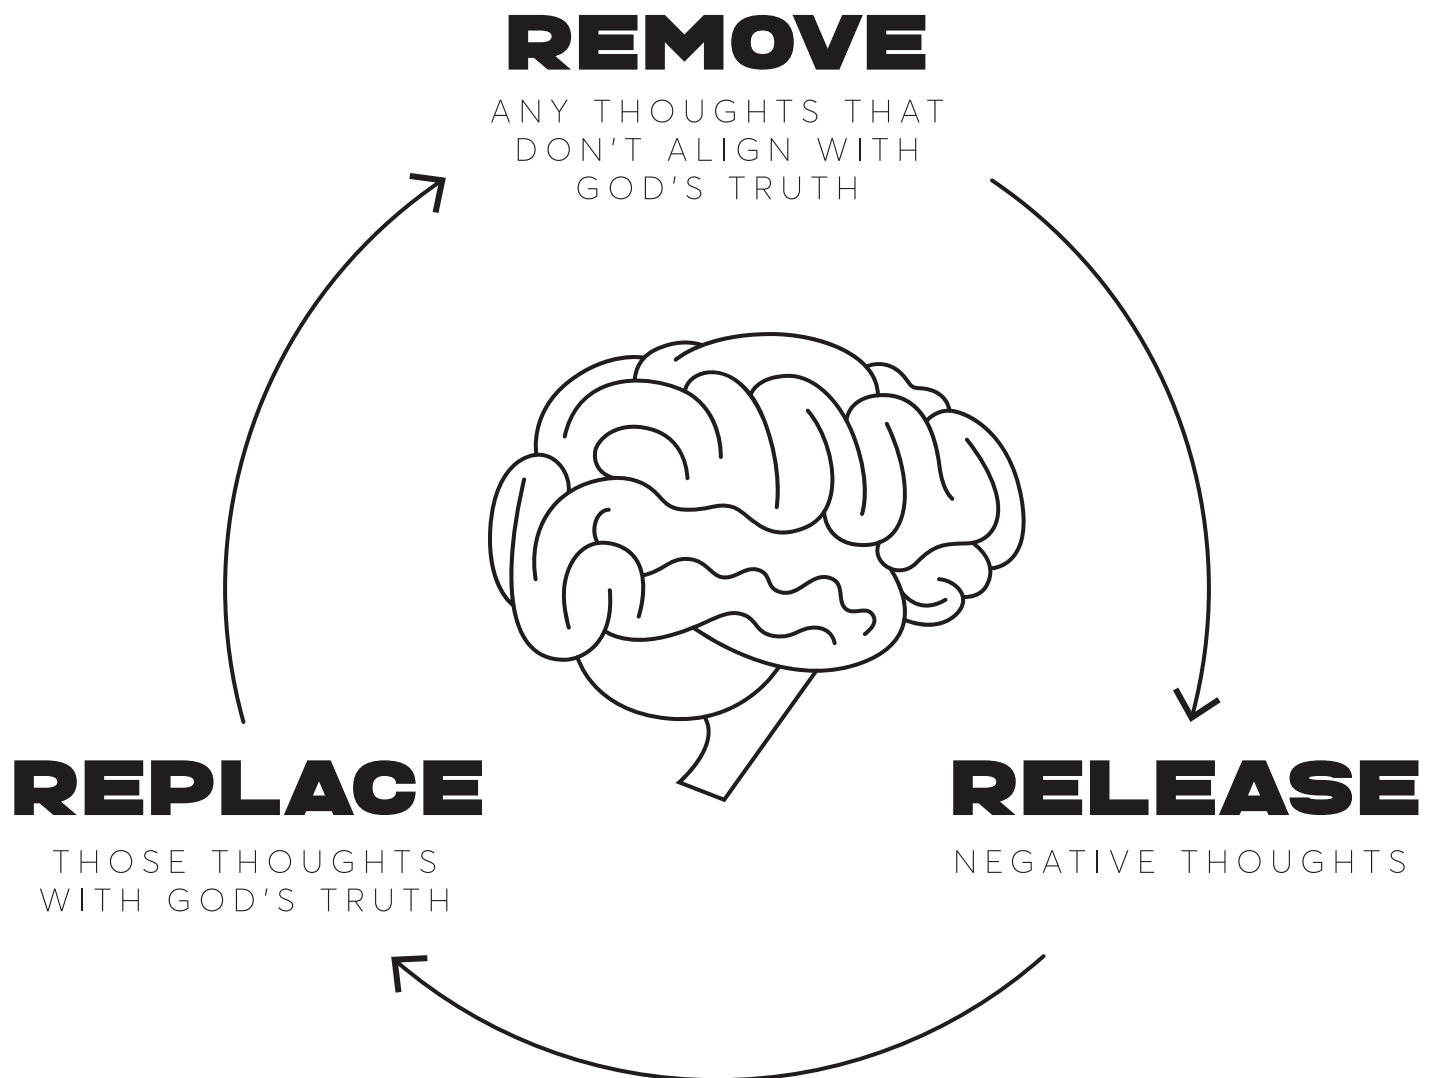 REMOVE
ANY THOUGHTS THAT
DON'T ALIGN WITH
GOD'S TRUTH
REPLACE
THOSE THOUGHTS
WITH GOD'S TRUTH
RELEASE
NEGATIVE THOUGHTS